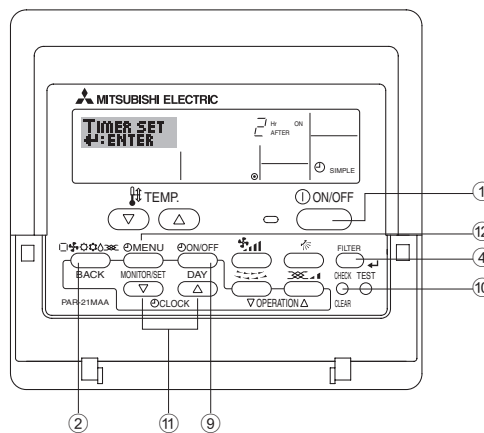 MITSUBISHI ELECTRIC
TIMER SET
:ENTER
2 Hr ON
AFTER
SIMPLE
TEMP.
ON/OFF
1
MENU
ON/OFF
FILTER
12
BACK
MONITOR/SET
DAY
CHECK TEST
4
PAR-21MAA
CLOCK
OPERATION
CLEAR
10
2
11
9